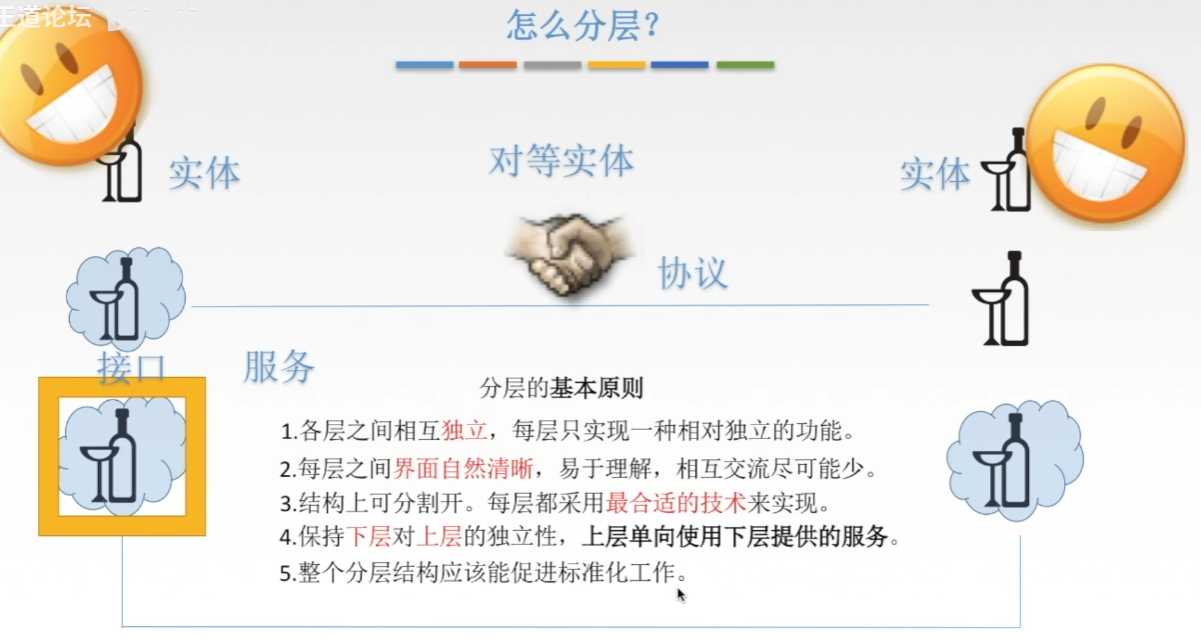 王道论坛
怎么分层？
实体
对等实体
实体
协议
接口
服务
分层的基本原则
1.各层之间相互独立，每层只实现一种相对独立的功能。
2.每层之间界面自然清晰，易于理解，相互交流尽可能少。
3.结构上可分割开。每层都采用最合适的技术来实现。
4.保持下层对上层的独立性，上层单向使用下层提供的服务。
5.整个分层结构应该能促进标准化工作。